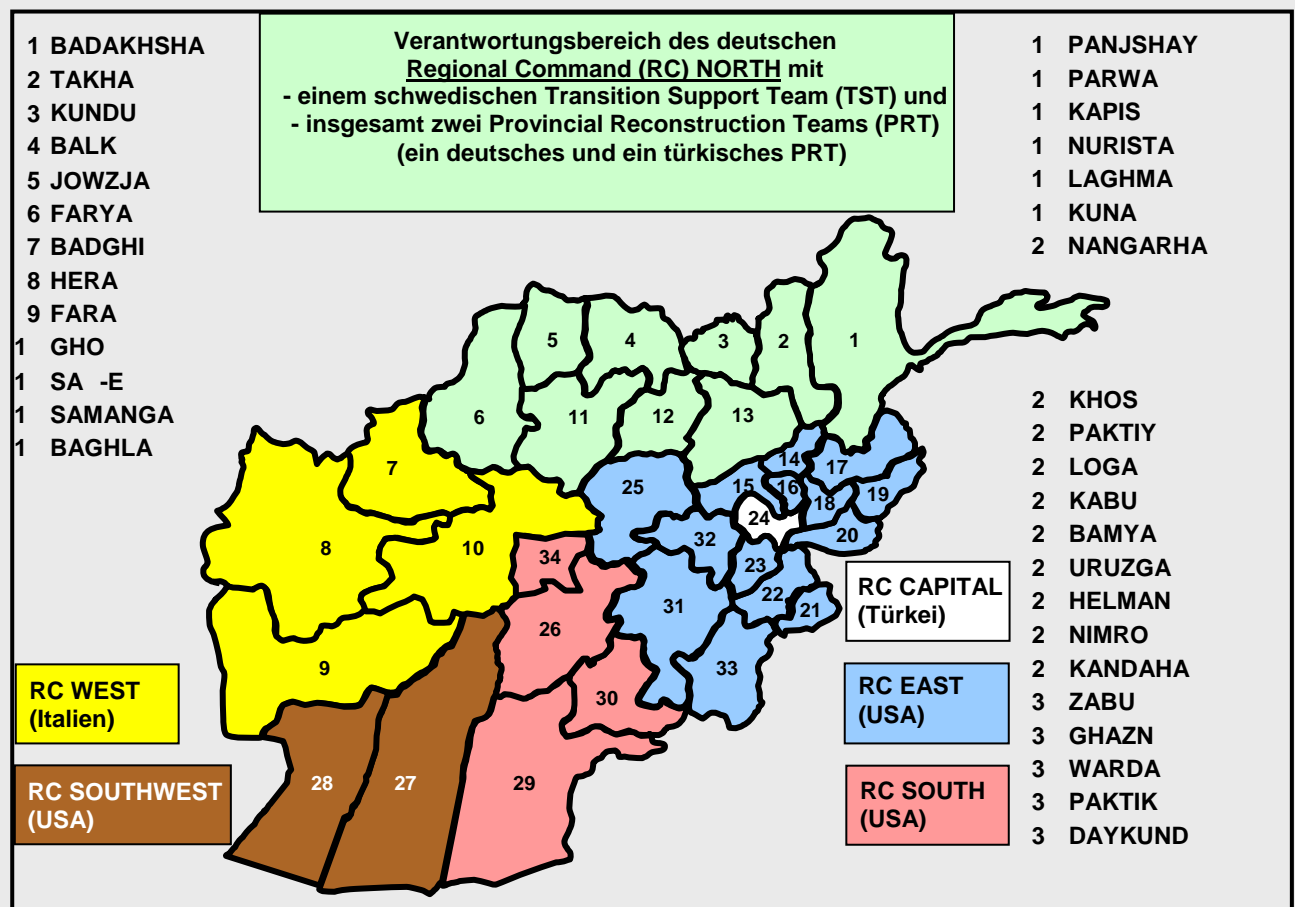 1 BADAKHSHA
2 TAKHA
3 KUNDU
4 BALK
5 JOWZJA
6 FARYA
7 BADGHI
8 HERA
9 FARA
1 GHO
1 SA -E
1 SAMANGA
1 BAGHLA
Verantwortungsbereich des deutschen
Regional Command (RC) NORTH mit
- einem schwedischen Transition Support Team (TST) und
- insgesamt zwei Provincial Reconstruction Teams (PRT)
(ein deutsches und ein türkisches PRT)
1 PANJSHAY
1 PARWA
1 KAPIS
1 NURISTA
1 LAGHMA
1 KUNA
2 NANGARHA
2 KHOS
2 PAKTIY
2 LOGA
2 KABU
2 BAMYA
2 URUZGA
2 HELMAN
2 NIMRO
2 KANDAHA
3 ZABU
3 GHAZN
3 WARDA
3 PAKTIK
3 DAYKUND
5
4
3
2
1
6
11
12
13
7
14
17
25
15
16
18
19
24
20
8
10
32
34
23
22
21
31
26
33
9
30
28
27
29
RC CAPITAL
(Türkei)
RC WEST
(Italien)
RC EAST
(USA)
RC SOUTHWEST
(USA)
RC SOUTH
(USA)